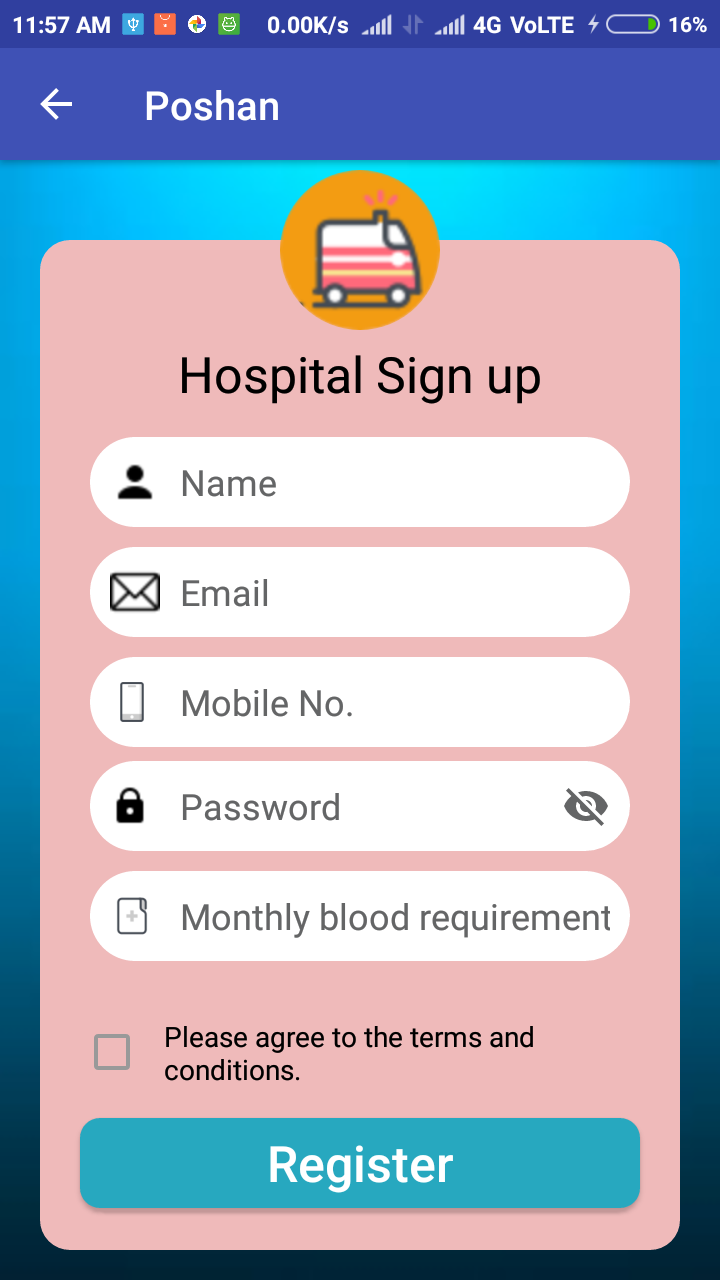 11:57 AM 0.00K/s 4G VoLTE 16%
Poshan
Hospital Sign up
Name
Email
Mobile No.
Password
Monthly blood requirement
Please agree to the terms and
conditions.
Register